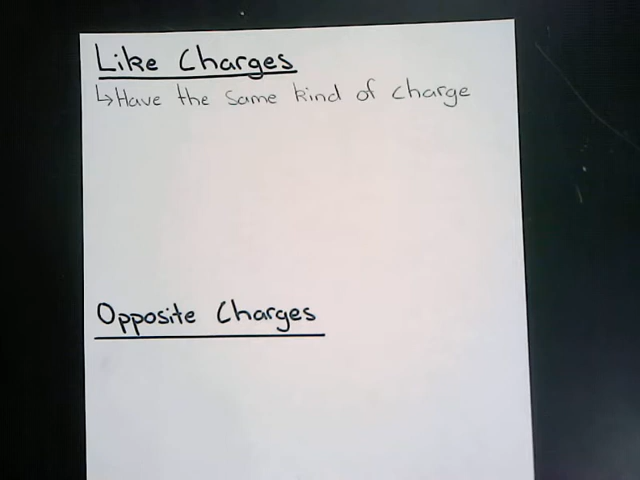 Like Charges
↳Have the same kind of charge
Opposite Charges